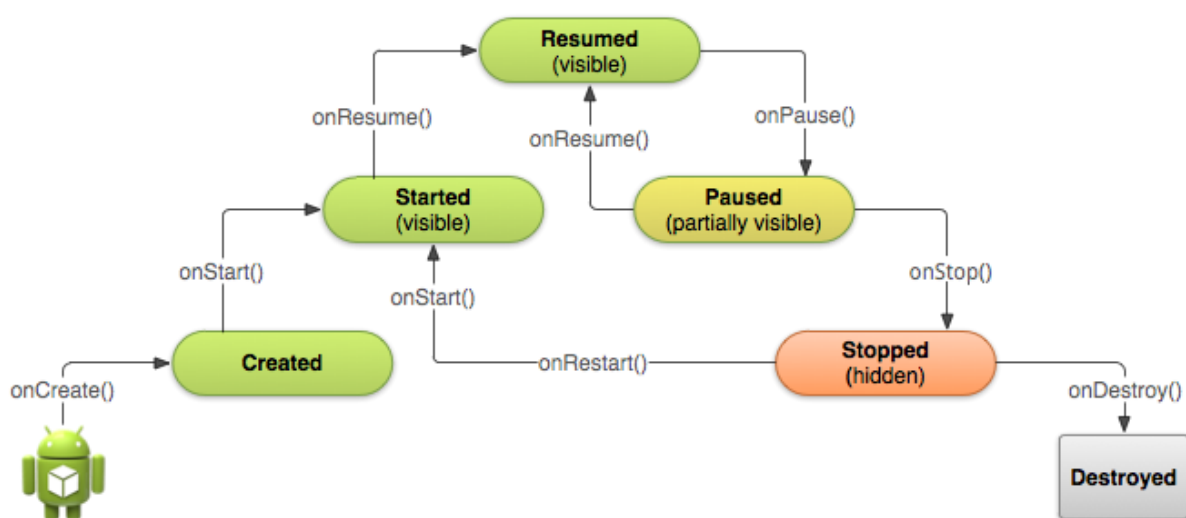 Resumed
(visible)
onResume()
onResume()
onPause()
Started
(visible)
Paused
(partially visible)
onStart()
onStart()
onStop()
Created
onRestart()
Stopped
(hidden)
onCreate()
onDestroy()
Destroyed